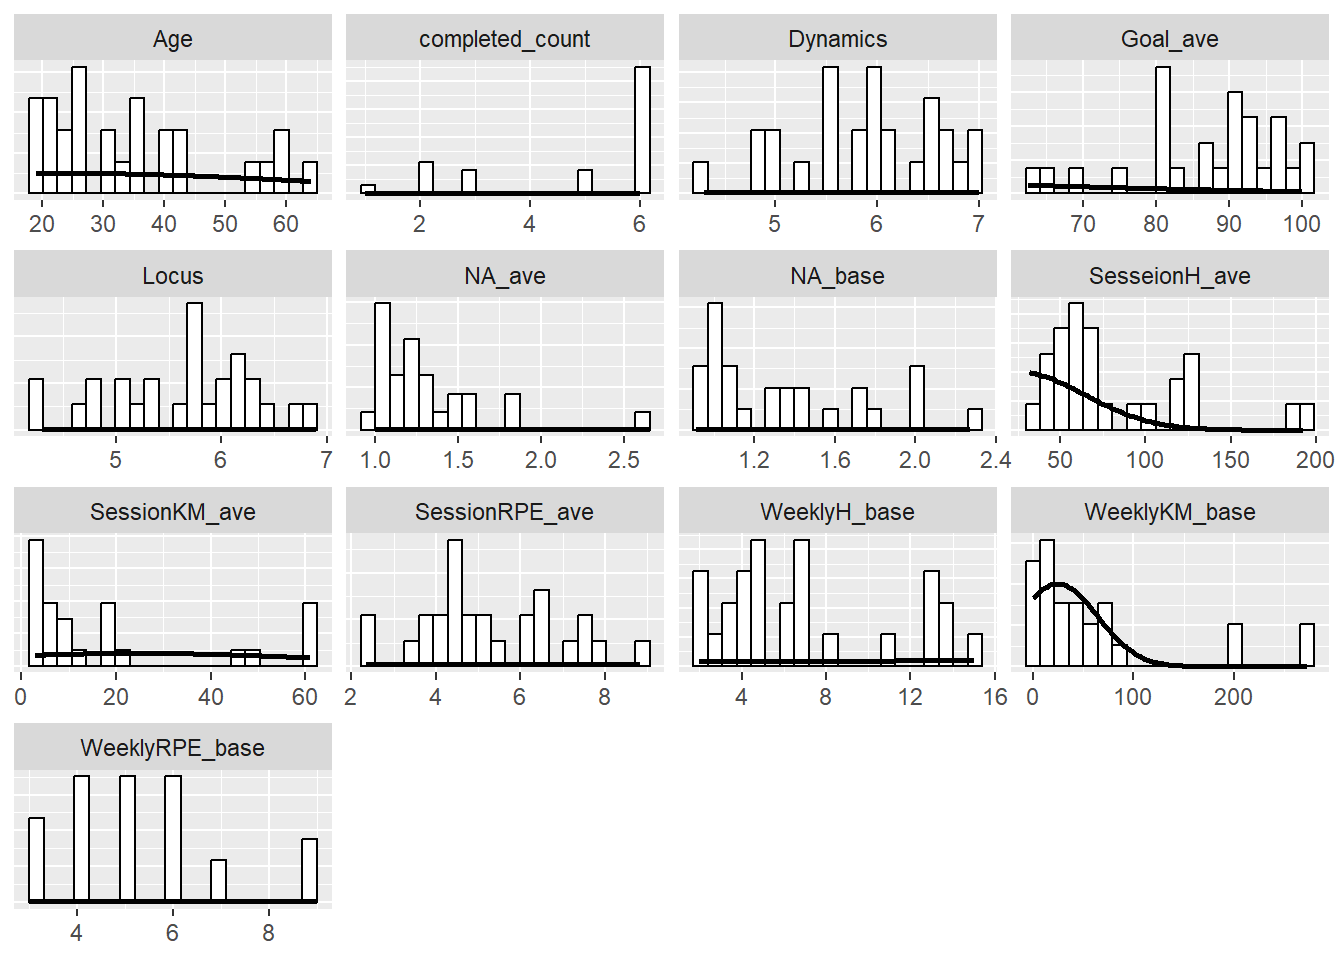 Age completed_count Dynamics Goal_ave
20 30 40 50 60 2 4 6 5 6 7 70 80 90 100
Locus NA_ave NA_base SesseionH_ave
5 6 7 1.0 1.5 2.0 2.5 1.2 1.6 2.0 2.4 50 100 150 200
SessionKM_ave SessionRPE_ave WeeklyH_base WeeklyKM_base
0 20 40 60 2 4 6 8 4 8 12 16 0 100 200
WeeklyRPE_base
4 6 8